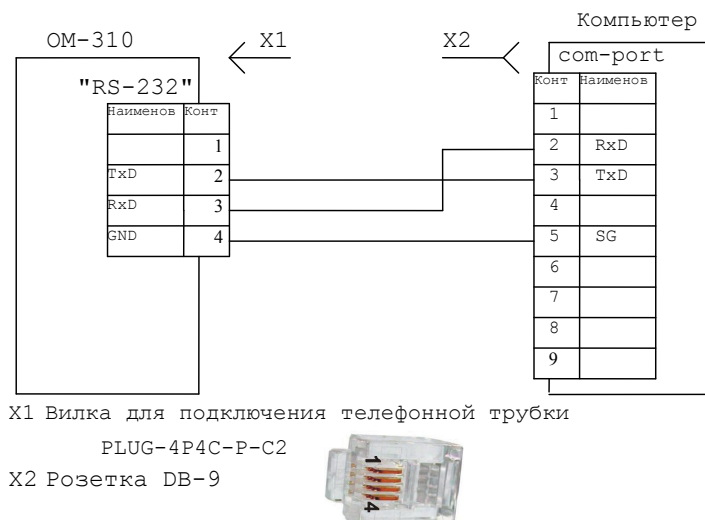 Компьютер
ОМ-310
X1
X2
com-port
"RS-232"
Наименов Конт
1
TxD 2
RxD 3
GND 4
Конт Наименов
1
2 RxD
3 TxD
4
5 SG
6
7
8
9
X1 Вилка для подключения телефонной трубки
PLUG-4P4C-P-C2
X2 Розетка DB-9
1
4